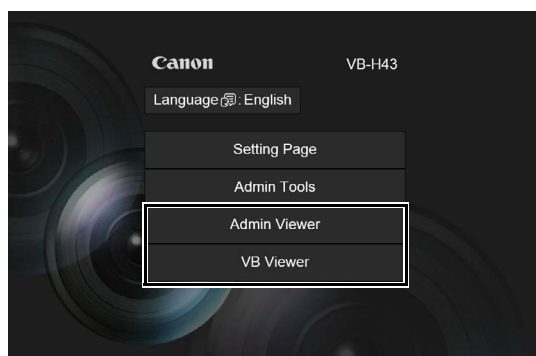 Canon VB-H43
Language : English
Setting Page
Admin Tools
Admin Viewer
VB Viewer